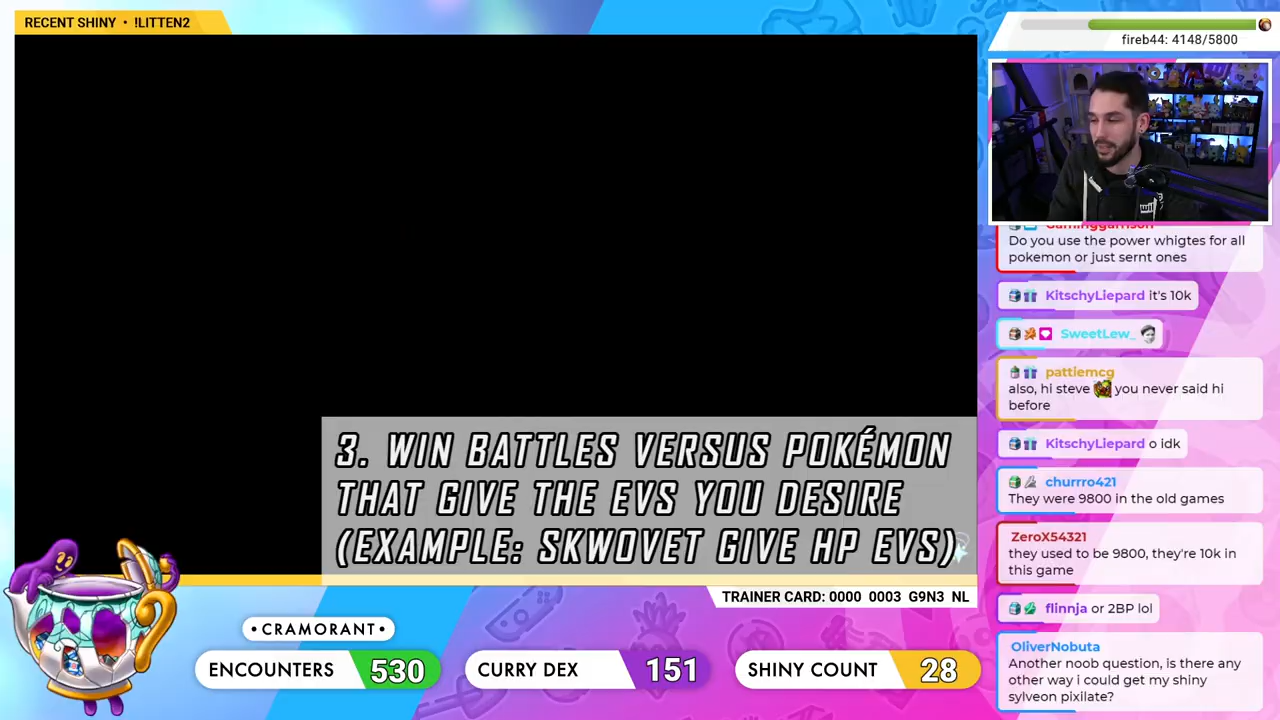 RECENT SHINY • !LITTEN2
fireb44: 4148/5800
Do you use the power whigtes for all
pokemon or just sernt ones
KitschyLiepard it's 10k
SweetLew_
pattiemcg
also, hi steve you never said hi
before
KitschyLiepard o idk
churrro421
They were 9800 in the old games
ZeroX54321
they used to be 9800, they're 10k in
this game
flinnja or 2BP lol
OliverNobuta
Another noob question, is there any
other way i could get my shiny
sylveon pixilate?
3. WIN BATTLES VERSUS POKÉMON
THAT GIVE THE EVS YOU DESIRE
(EXAMPLE: SKWOVET GIVE HP EVS)
TRAINER CARD: 0000 0003 G9N3 NL
•CRAMORANT•
ENCOUNTERS 530
CURRY DEX 151
SHINY COUNT 28